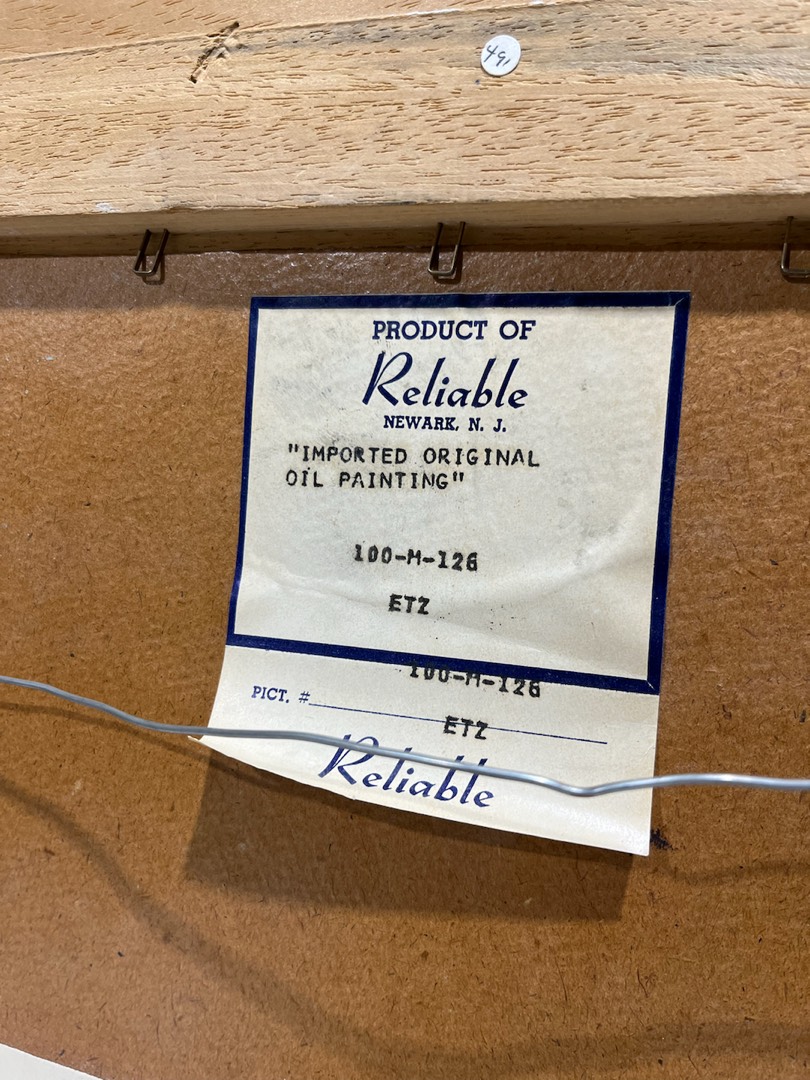 491
PRODUCT OF
Reliable
NEWARK, N. J.
"IMPORTED ORIGINAL
OIL PAINTING"
100-M-126
ETZ
100-M-126
PICT. #
ETZ
Reliable